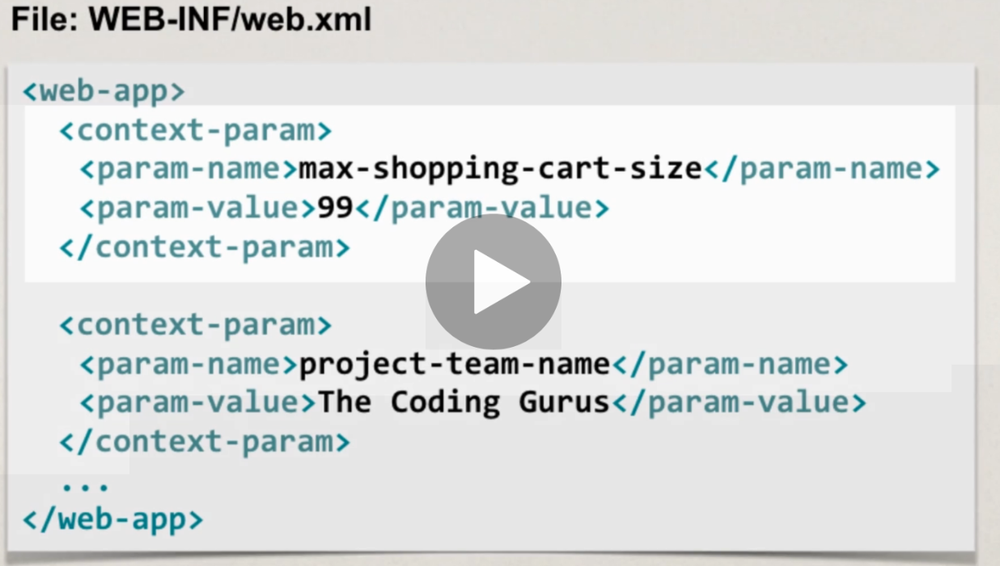 File: WEB-INF/web.xml
<web-app>
<context-param>
<param-name>max-shopping-cart-size</param-name>
<param-value>99</param-value>
</context-param>
<context-param>
<param-name>project-team-name</param-name>
<param-value>The Coding Gurus</param-value>
</context-param>
...
</web-app>